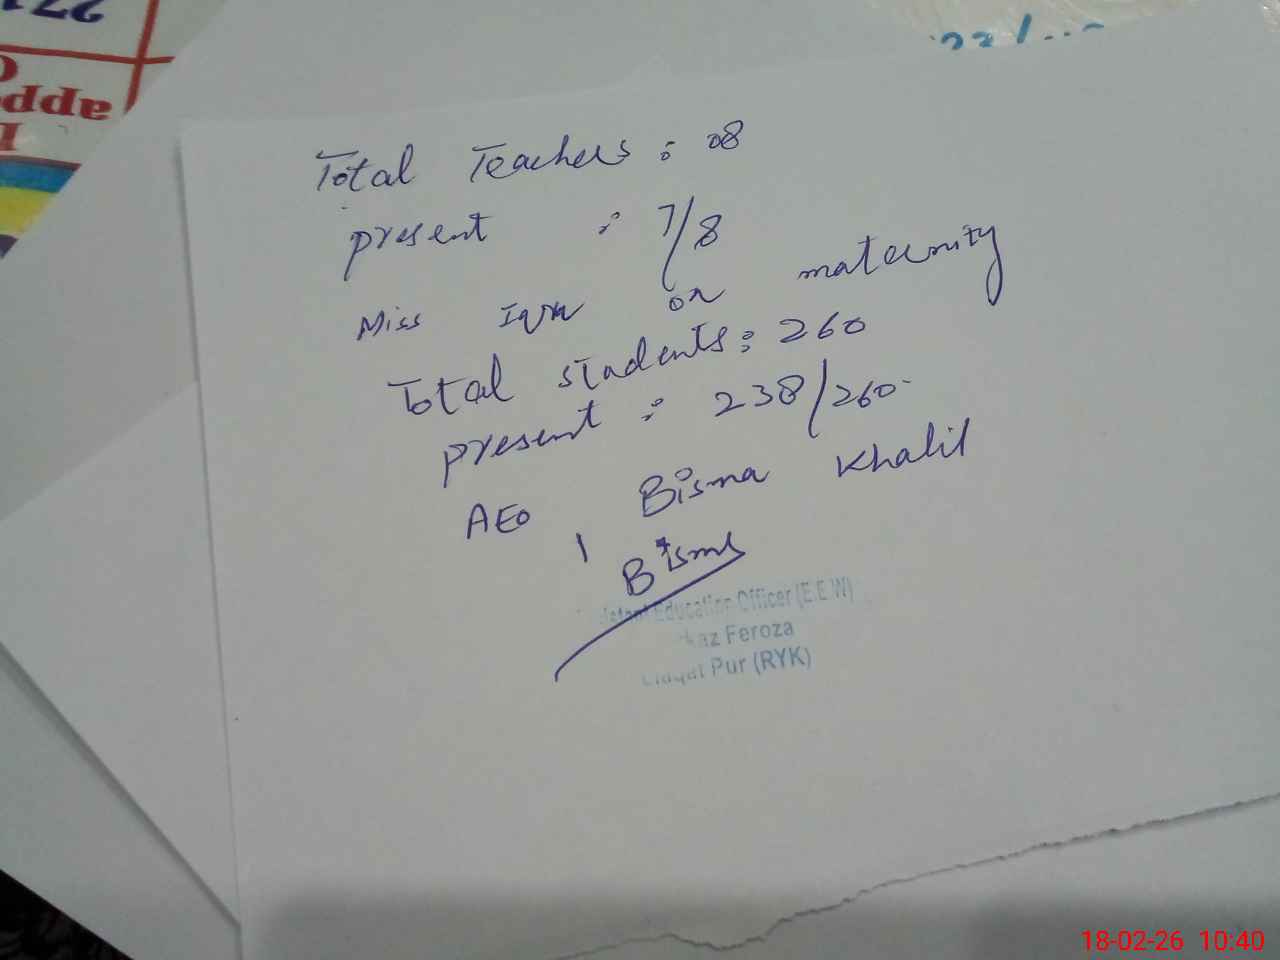 Total Teachers : 08
present : 7/8
Miss Iqra on maternity
Total students : 260
present : 238/260
AEO, Bisma Khalil
Bisma
Education Officer (E.E.W)
Feroza
Pur (RYK)
18-02-26 10:40